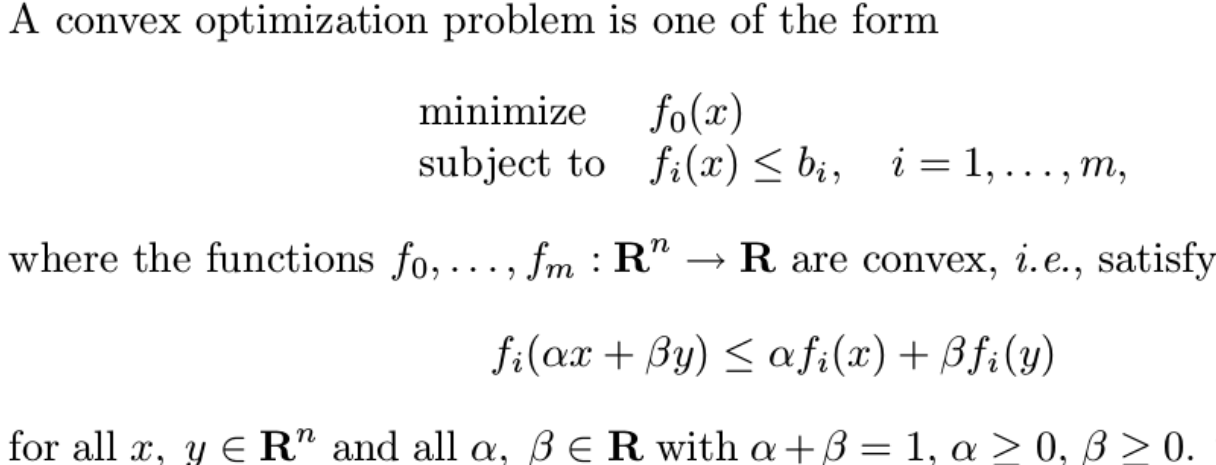 A convex optimization problem is one of the form
minimize f₀(x)
subject to fᵢ(x) ≤ bᵢ, i = 1, . . . , m,
where the functions f₀, . . . , fₘ : 𝐑ⁿ → 𝐑 are convex, i.e., satisfy
fᵢ(αx + βy) ≤ αfᵢ(x) + βfᵢ(y)
for all x, y ∈ 𝐑ⁿ and all α, β ∈ 𝐑 with α + β = 1, α ≥ 0, β ≥ 0.